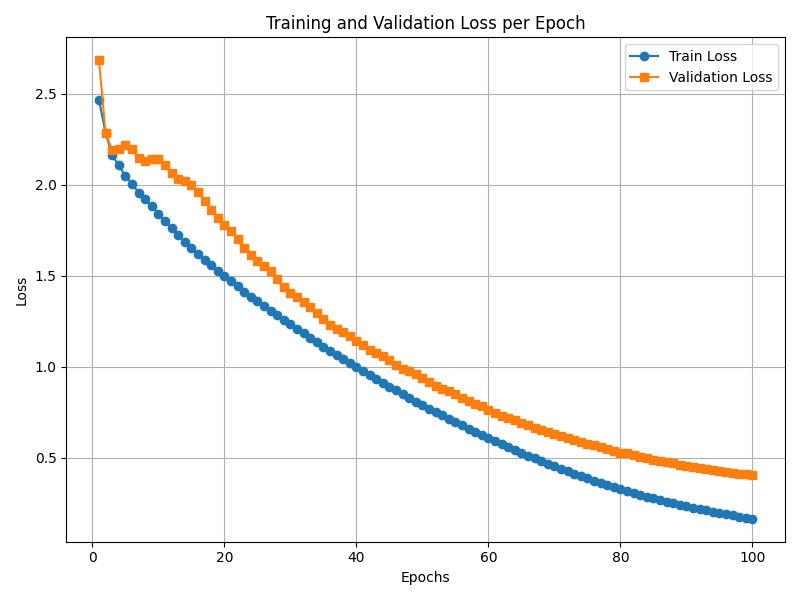 Training and Validation Loss per Epoch
Train Loss
Validation Loss
2.5
2.0
1.5
1.0
0.5
Loss
0 20 40 60 80 100
Epochs